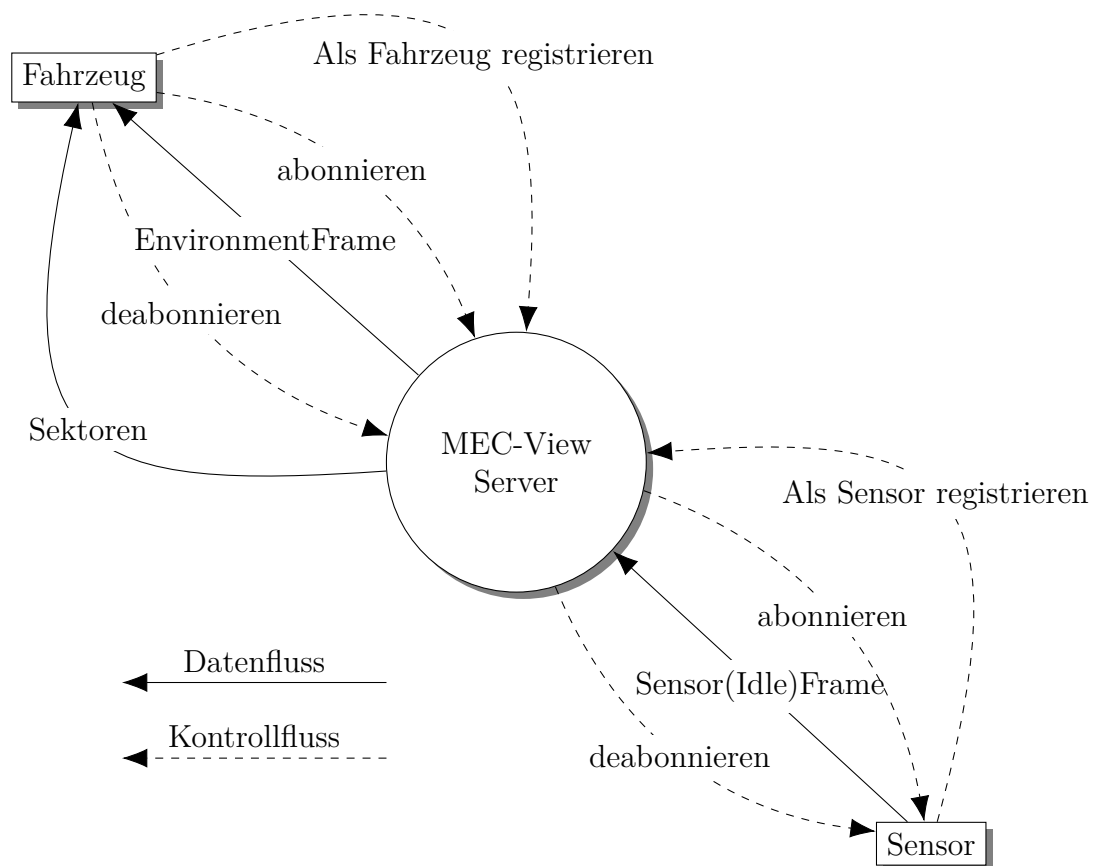 Als Fahrzeug registrieren
Fahrzeug
abonnieren
EnvironmentFrame
deabonnieren
Sektoren
MEC-View
Server
Als Sensor registrieren
abonnieren
Datenfluss
Sensor(Idle)Frame
Kontrollfluss
deabonnieren
Sensor